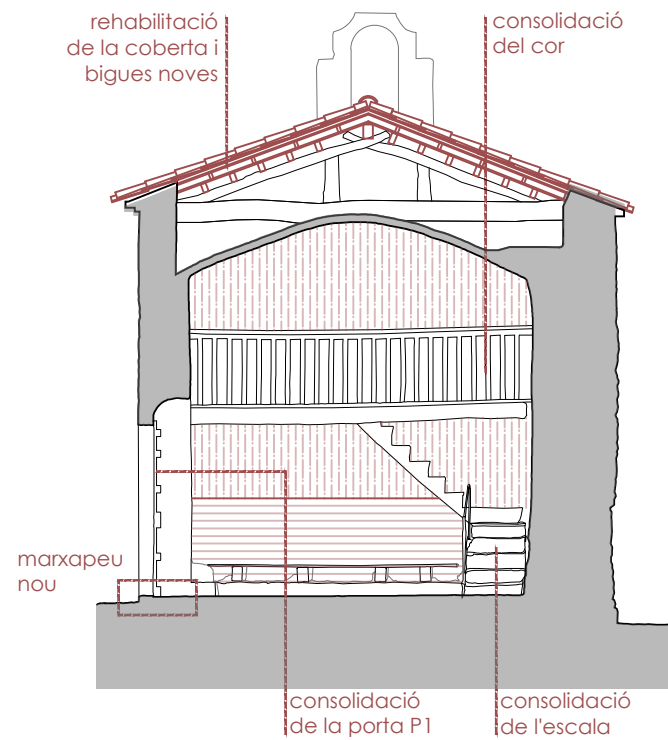 rehabilitació
de la coberta i
bigues noves
consolidació
del cor
marxapeu
nou
consolidació
de la porta P1
consolidació
de l'escala